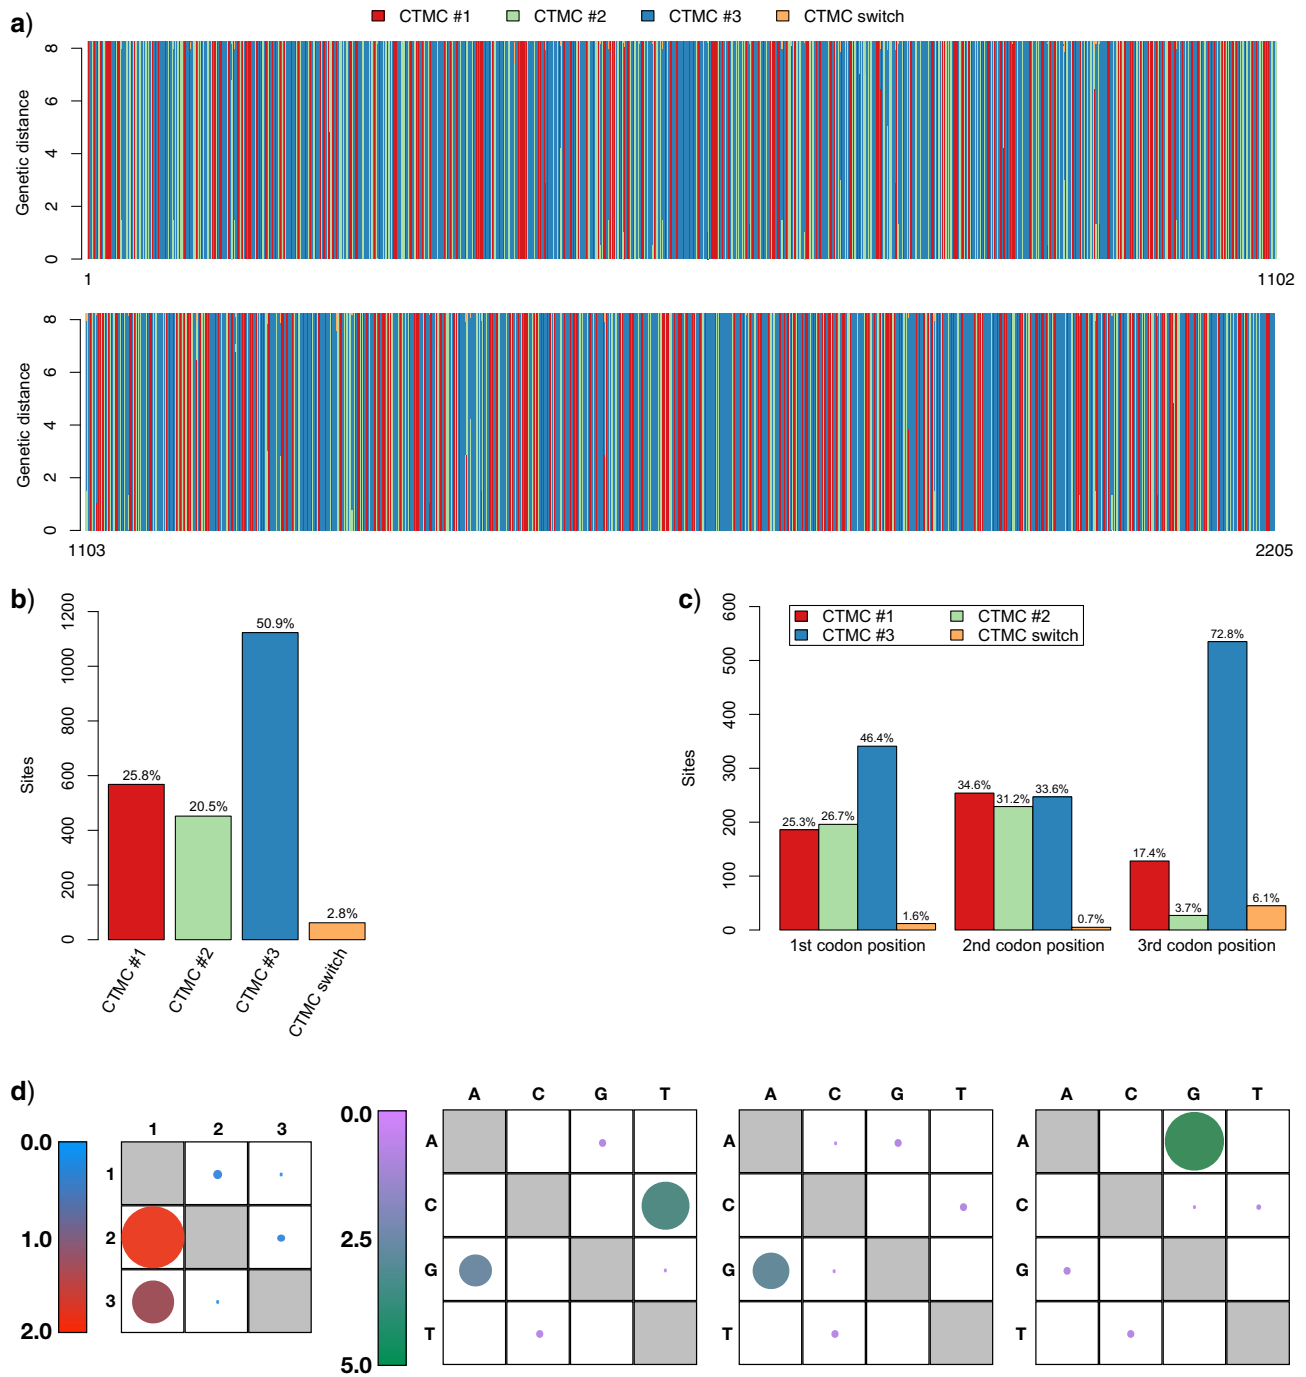 a)
CTMC #1 CTMC #2 CTMC #3 CTMC switch
Genetic distance
8
6
4
2
0
1 1102
Genetic distance
8
6
4
2
0
1103 2205
b)
Sites
1200
1000
800
600
400
200
0
25.8%
20.5%
50.9%
2.8%
CTMC #1
CTMC #2
CTMC #3
CTMC switch
c)
CTMC #1 CTMC #2
CTMC #3 CTMC switch
Sites
600
500
400
300
200
100
0
25.3% 26.7% 46.4% 1.6%
34.6% 31.2% 33.6% 0.7%
17.4% 3.7% 72.8% 6.1%
1st codon position 2nd codon position 3rd codon position
d)
0.0
1.0
2.0
1 2 3
1
2
3
0.0
2.5
5.0
A C G T
A
C
G
T
A C G T
A
C
G
T
A C G T
A
C
G
T